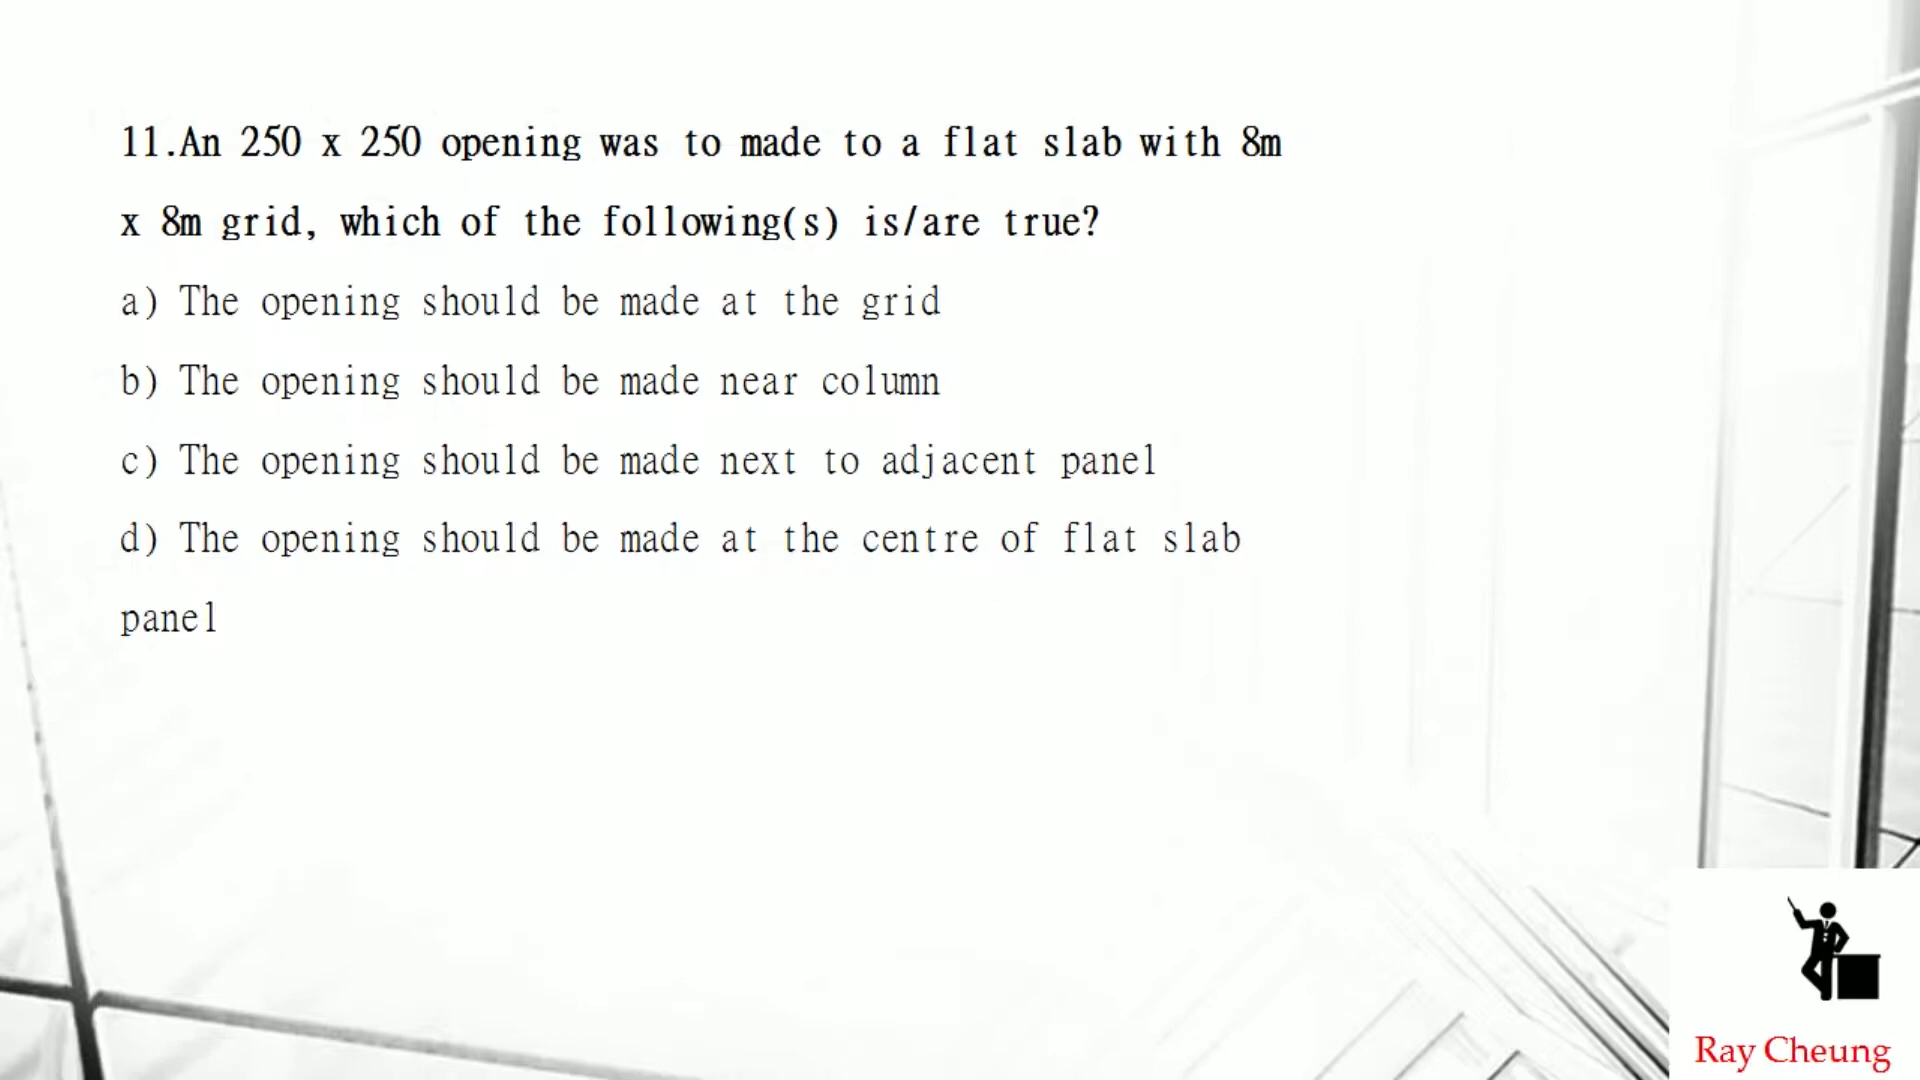 11.An 250 x 250 opening was to made to a flat slab with 8m
x 8m grid, which of the following(s) is/are true?
a) The opening should be made at the grid
b) The opening should be made near column
c) The opening should be made next to adjacent panel
d) The opening should be made at the centre of flat slab
panel
Ray Cheung